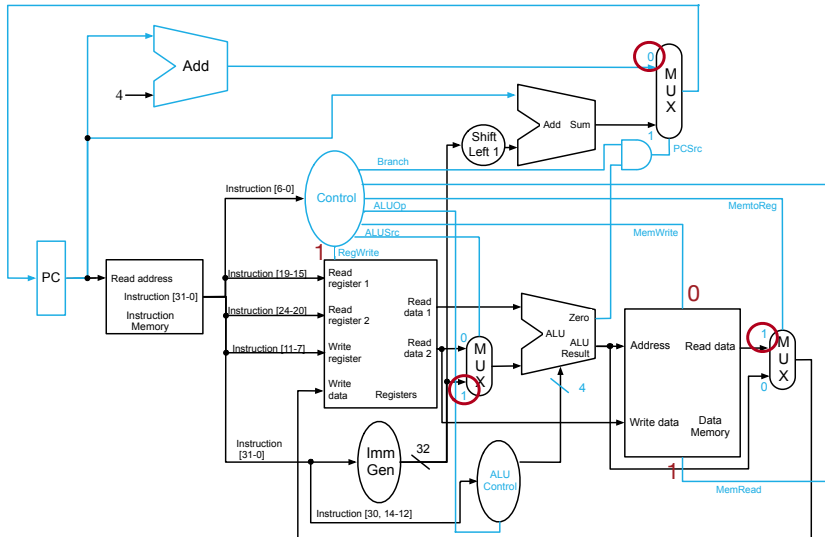 0
M
U
X
1
Add
4
Add Sum
Shift
Left 1
PCSrc
Branch
Instruction [6-0]
Control
ALUOp
MemtoReg
ALUSrc
MemWrite
1
RegWrite
PC
Read address
Instruction [31-0]
Instruction
Memory
Instruction [19-15]
Read
register 1
Read
data 1
Instruction [24-20]
Read
register 2
Instruction [11-7]
Write
register
Read
data 2
Write
data
Registers
0
M
U
X
1
Zero
ALU
ALU
Result
4
0
Address
Read data
Write data
Data
Memory
1
MemRead
1
M
U
X
0
Instruction
[31-0]
Imm
Gen
32
ALU
Control
Instruction [30, 14-12]